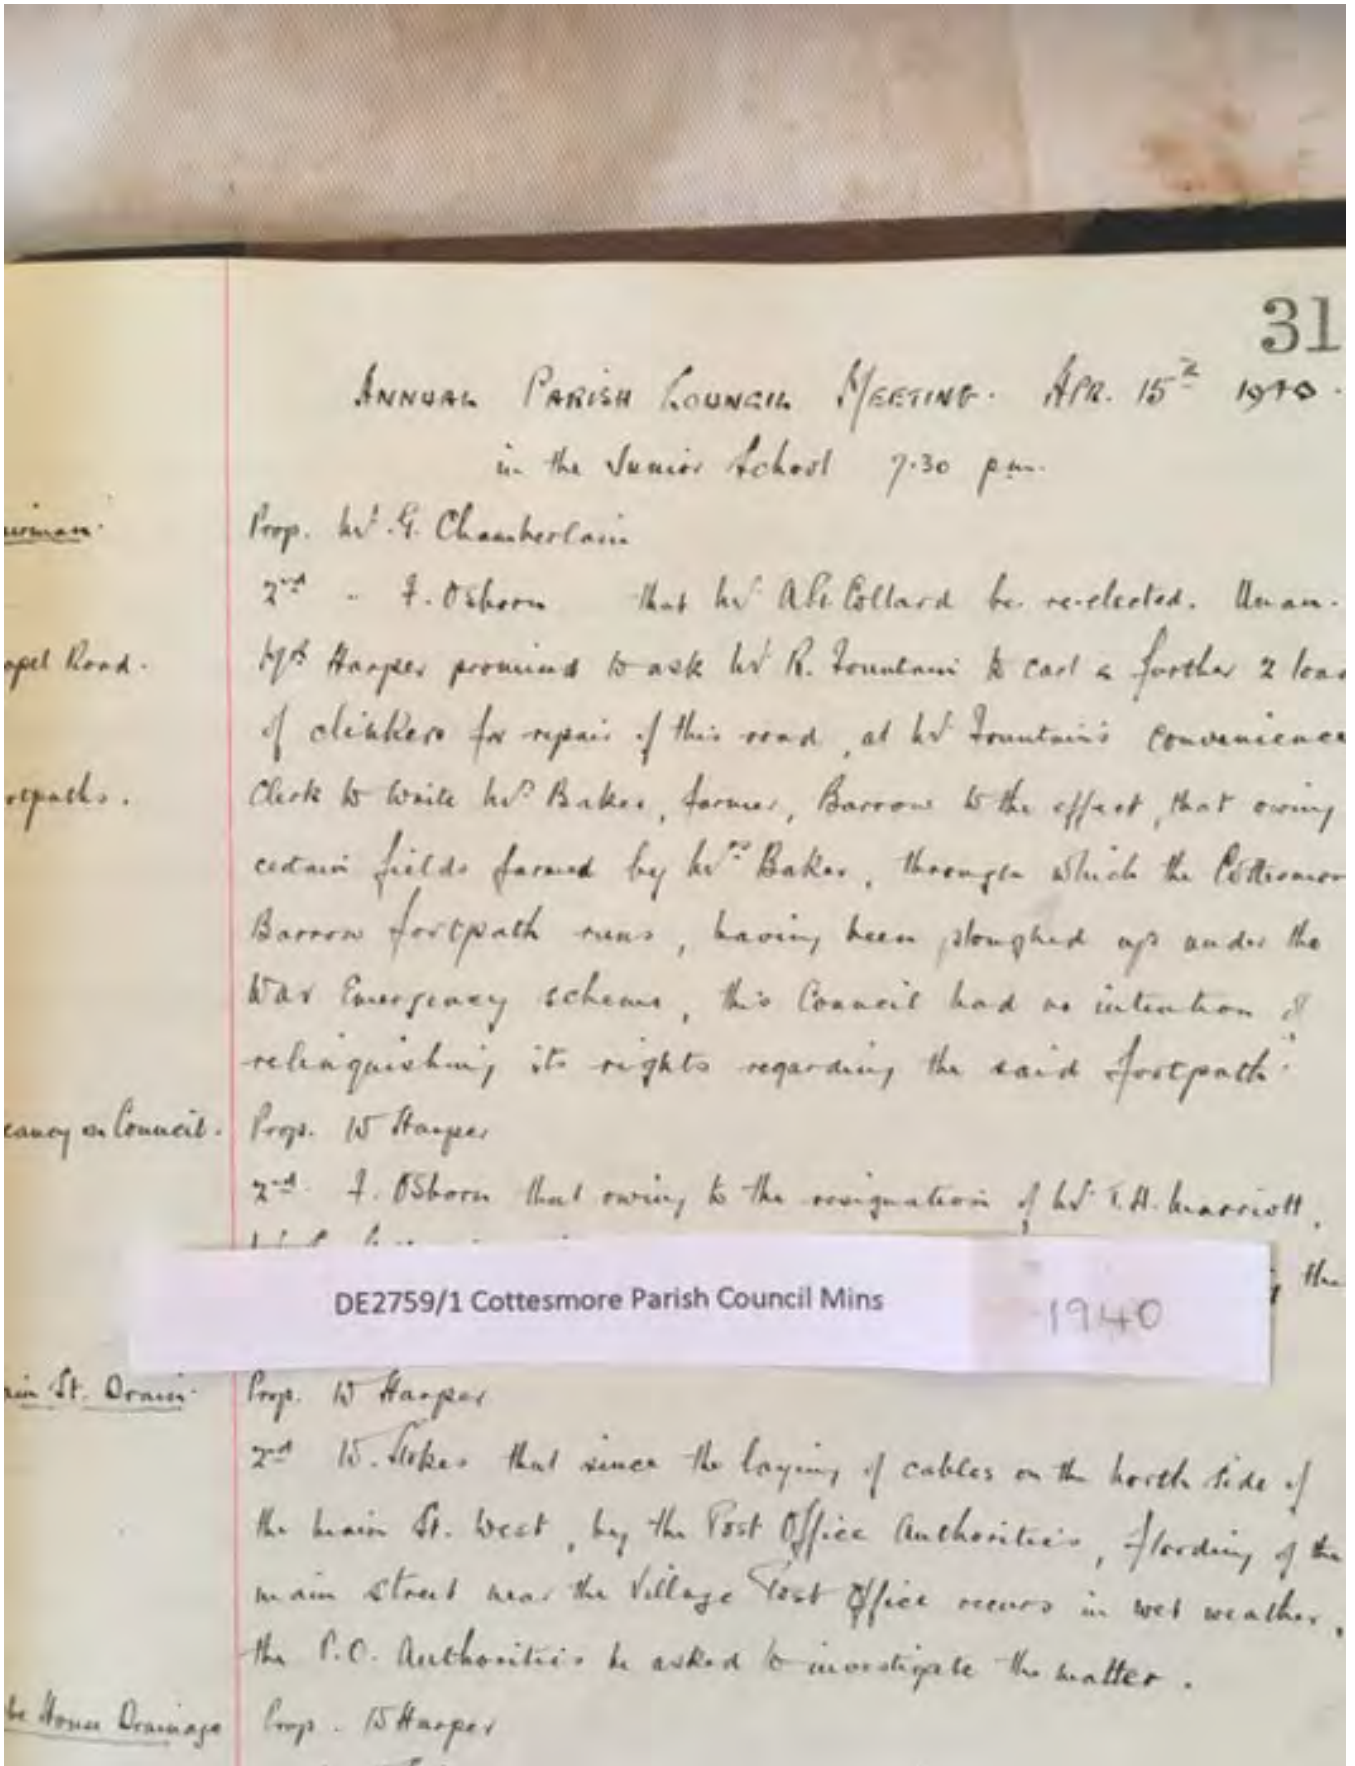 31
ANNUAL PARISH COUNCIL MEETING. APR. 15th 1940.
in the Junior School 7.30 pm.
airman. Prop. Mr. G. Chamberlain
2nd " F. Osborn that Mr Collard be re-elected. Unan.
apel Road. Harper promised to ask Mr R. Fountain to cart a further 2 loa
of clinkers for repair of this road, at Mr Fountain's convenience
otpaths. Clerk to write Mrs Baker, farmer, Barrow to the effect, that owing
certain fields farmed by Mrs Baker, through which the Cottesmor
Barrow footpath runs, having been ploughed up under the
War Emergency scheme, this Council had no intention of
relinquishing its rights regarding the said footpath.
cancy on Council. Prop. W Harper
2nd. F. Osborn that owing to the resignation of Mr T.H. Marriott,
the
DE2759/1 Cottesmore Parish Council Mins 1940
ain St. Drain. Prop. W Harper
2nd W. Stokes that since the laying of cables on the North side of
the Main St. West, by the Post Office Authorities, flooding of the
main street near the Village Post Office occurs in wet weather,
the P.O. Authorities be asked to investigate the matter.
be House Drainage Prop. W Harper